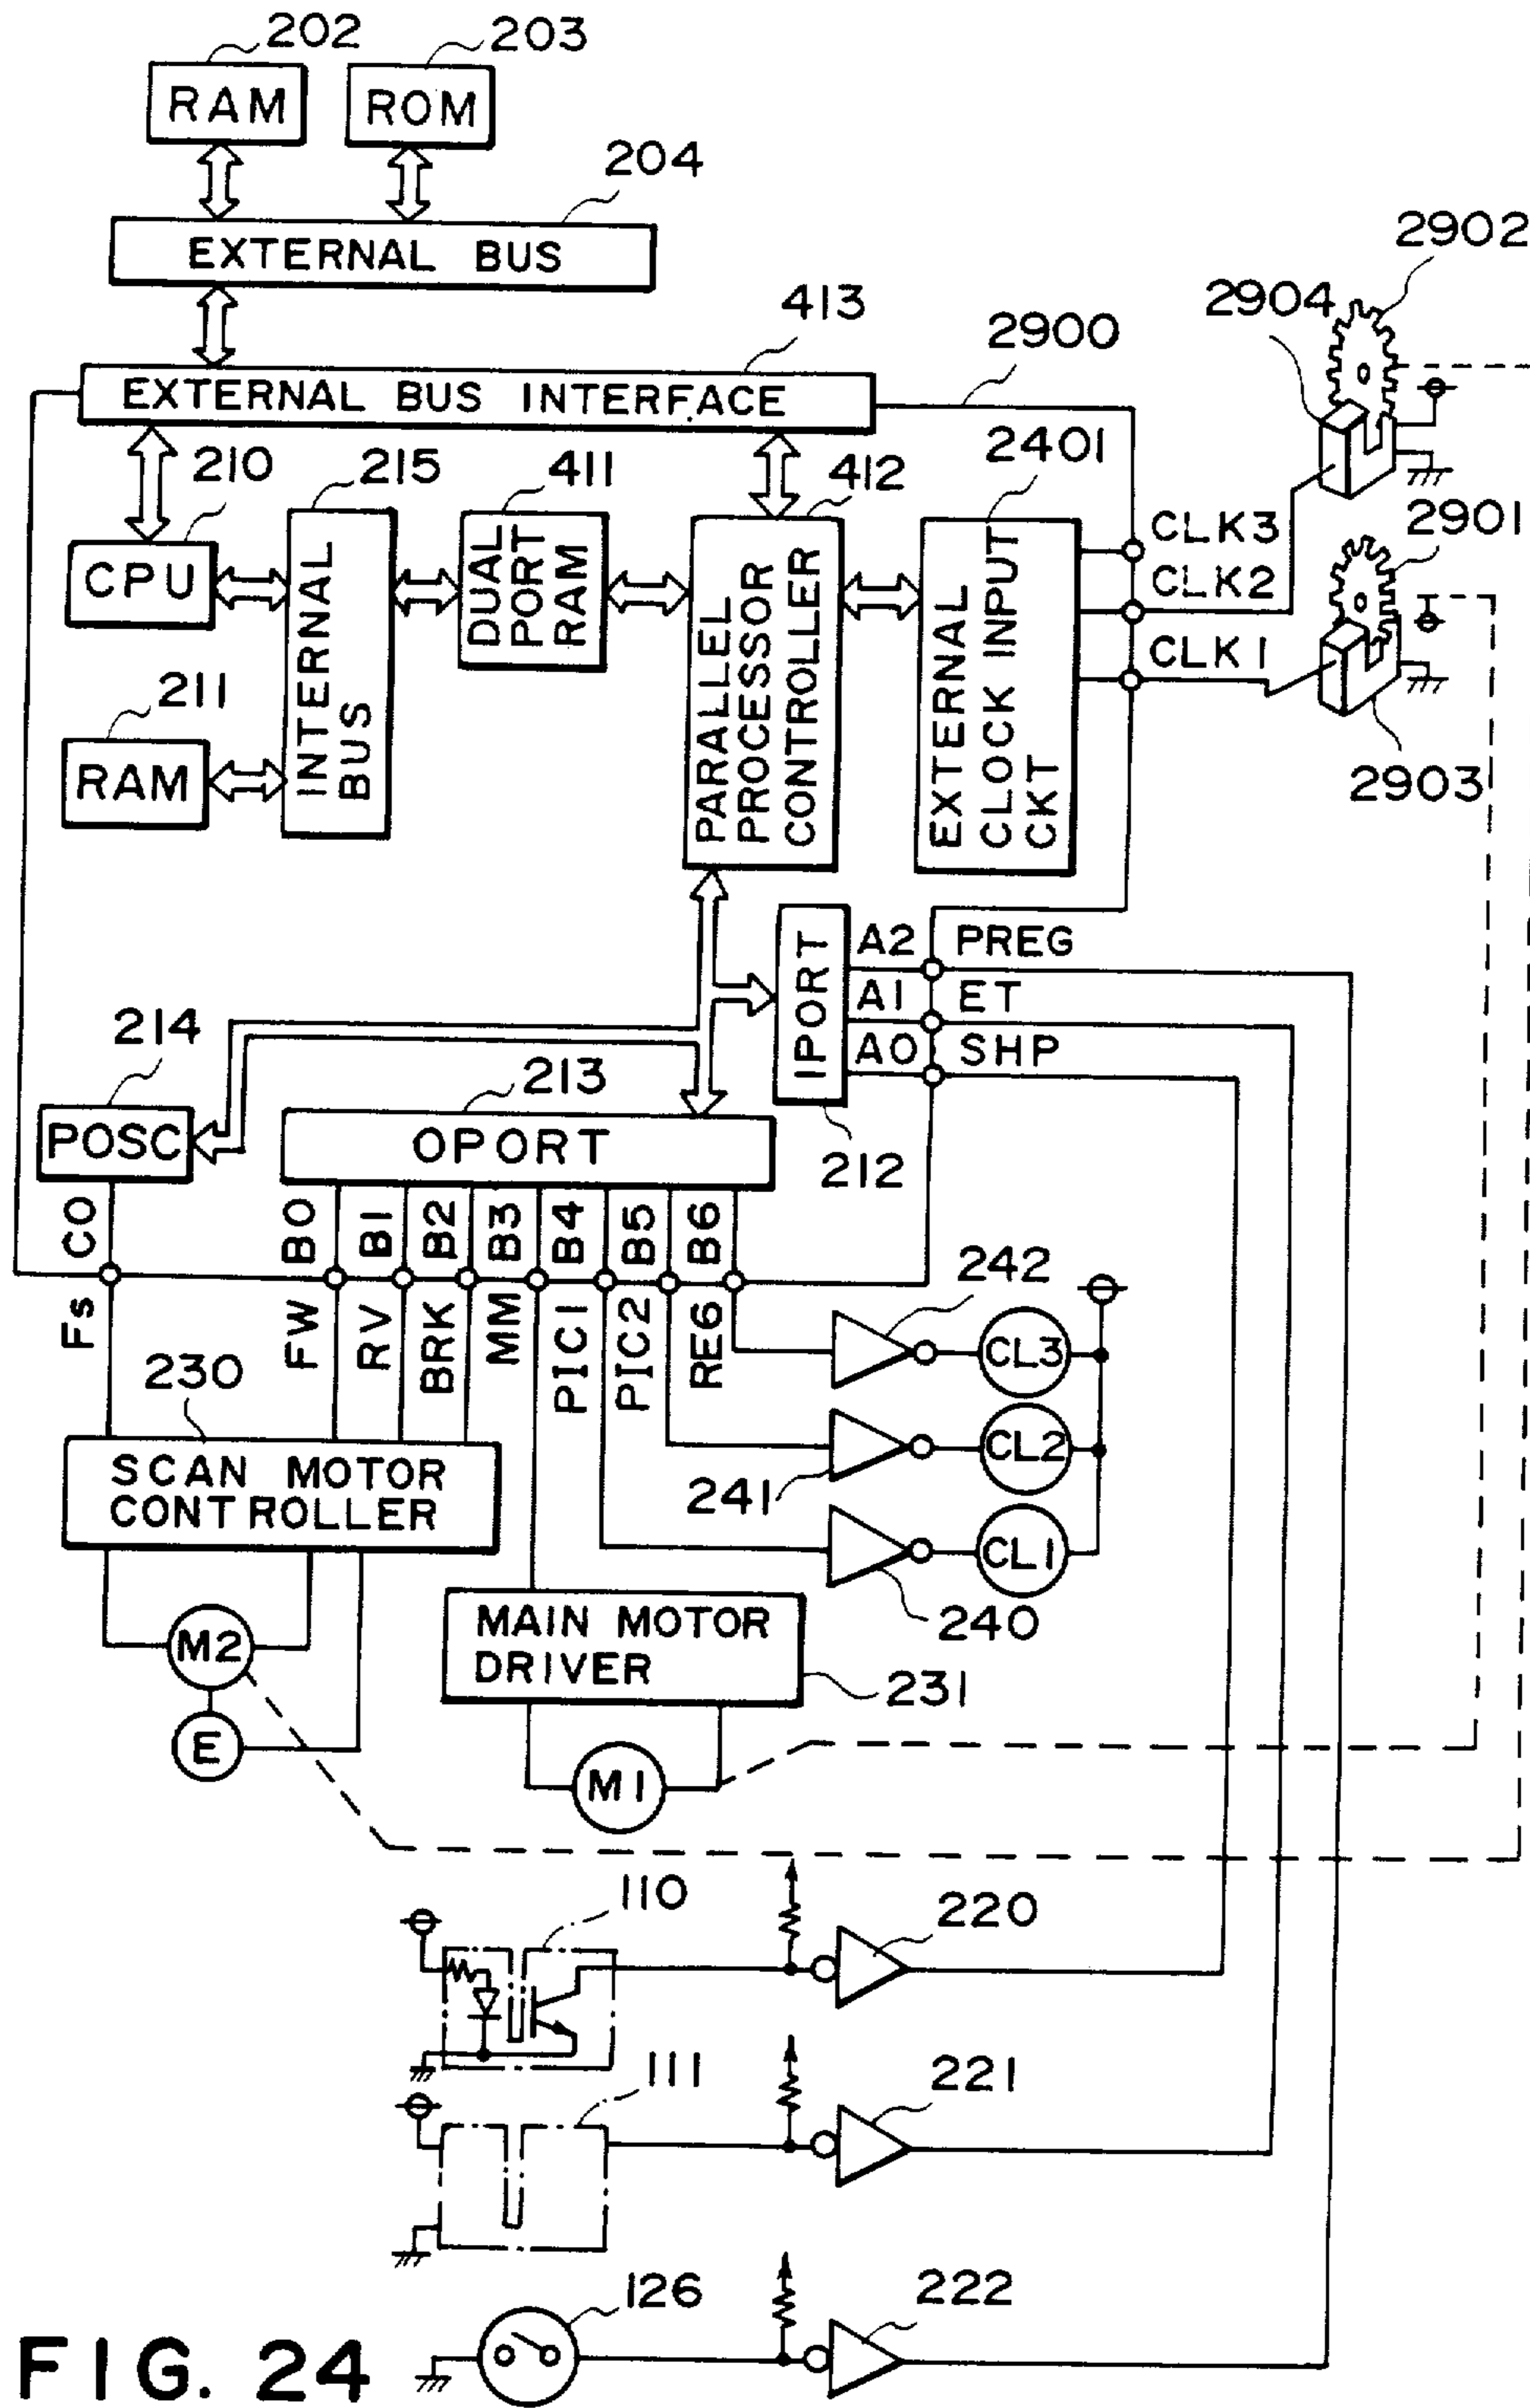 202
203
RAM
ROM
204
EXTERNAL BUS
2902
2904
413
2900
EXTERNAL BUS INTERFACE
210
215
411
412
2401
2901
CPU
INTERNAL BUS
DUAL PORT RAM
PARALLEL PROCESSOR CONTROLLER
EXTERNAL CLOCK INPUT CKT
CLK3
CLK2
CLK1
211
RAM
2903
IPORT
A2
PREG
A1
ET
A0
SHP
214
213
212
POSC
OPORT
C0
B0
B1
B2
B3
B4
B5
B6
Fs
FW
RV
BRK
MM
PIC1
PIC2
RE6
242
CL3
230
241
CL2
SCAN MOTOR CONTROLLER
CL1
240
MAIN MOTOR DRIVER
231
M2
E
M1
110
220
111
221
126
222
FIG. 24